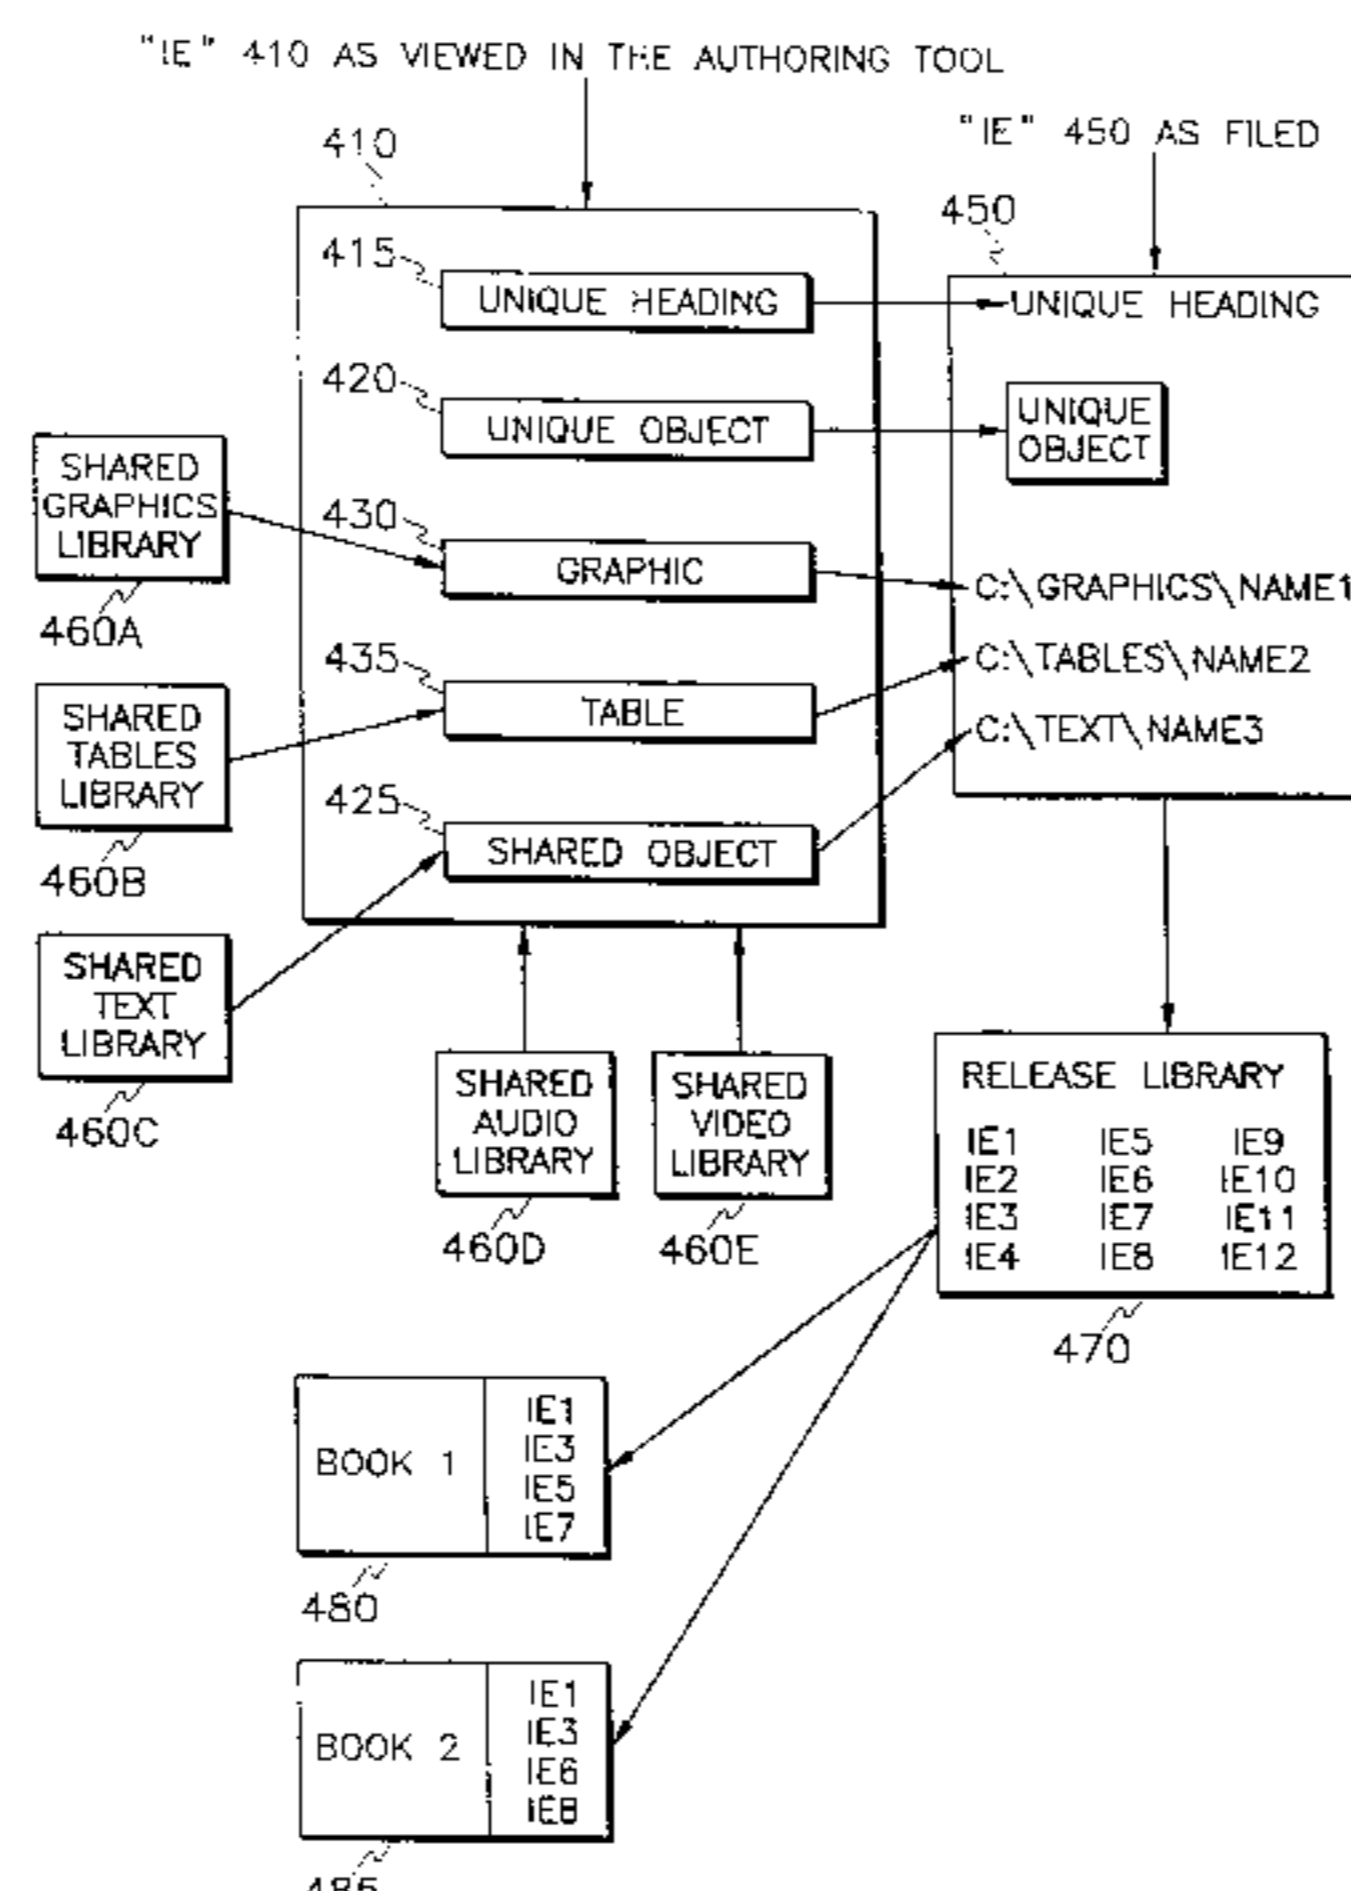 "IE" 410 AS VIEWED IN THE AUTHORING TOOL
"IE" 450 AS FILED
410
450
415
UNIQUE HEADING
UNIQUE HEADING
420
UNIQUE OBJECT
UNIQUE
OBJECT
SHARED
GRAPHICS
LIBRARY
460A
430
GRAPHIC
C:\GRAPHICS\NAME1
435
TABLE
C:\TABLES\NAME2
SHARED
TABLES
LIBRARY
460B
425
SHARED OBJECT
C:\TEXT\NAME3
SHARED
TEXT
LIBRARY
460C
SHARED
AUDIO
LIBRARY
460D
SHARED
VIDEO
LIBRARY
460E
RELEASE LIBRARY
IE1 IE5 IE9
IE2 IE6 IE10
IE3 IE7 IE11
IE4 IE8 IE12
470
BOOK 1
IE1
IE3
IE5
IE7
480
BOOK 2
IE1
IE3
IE6
IE8
485